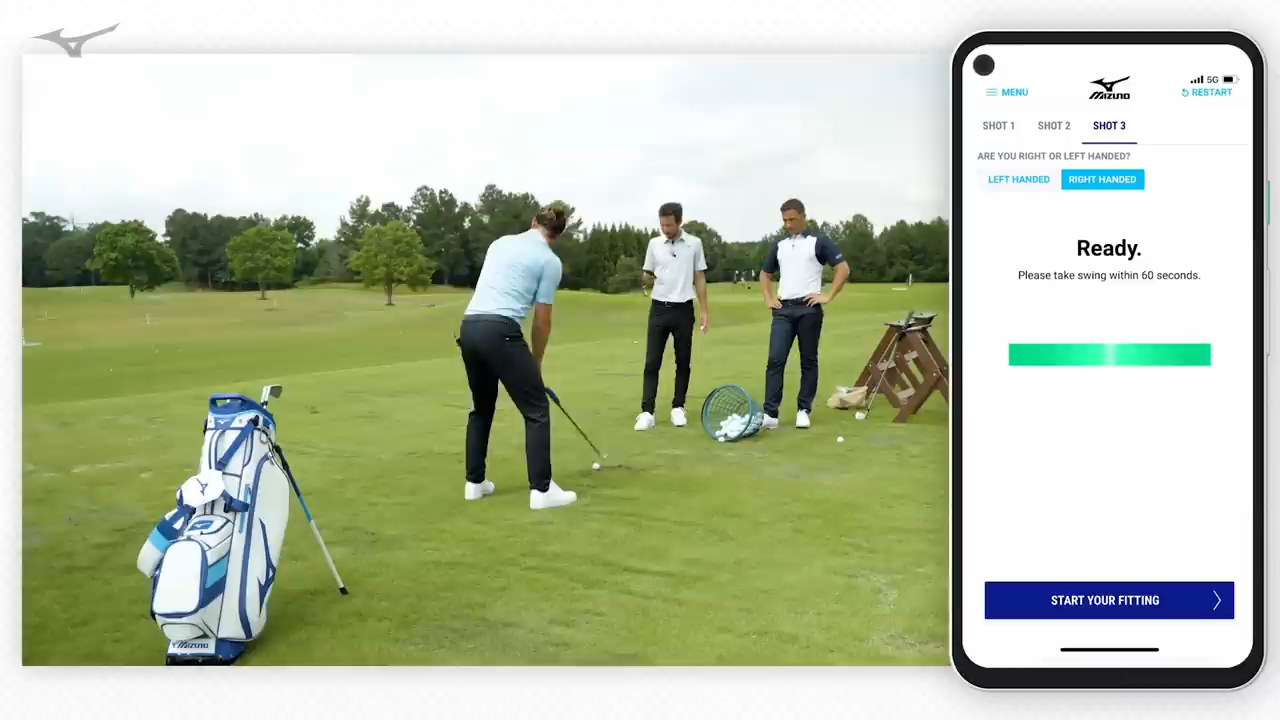 5G
MENU
MIZUNO
RESTART
SHOT 1
SHOT 2
SHOT 3
ARE YOU RIGHT OR LEFT HANDED?
LEFT HANDED
RIGHT HANDED
Ready.
Please take swing within 60 seconds.
START YOUR FITTING
MIZUNO